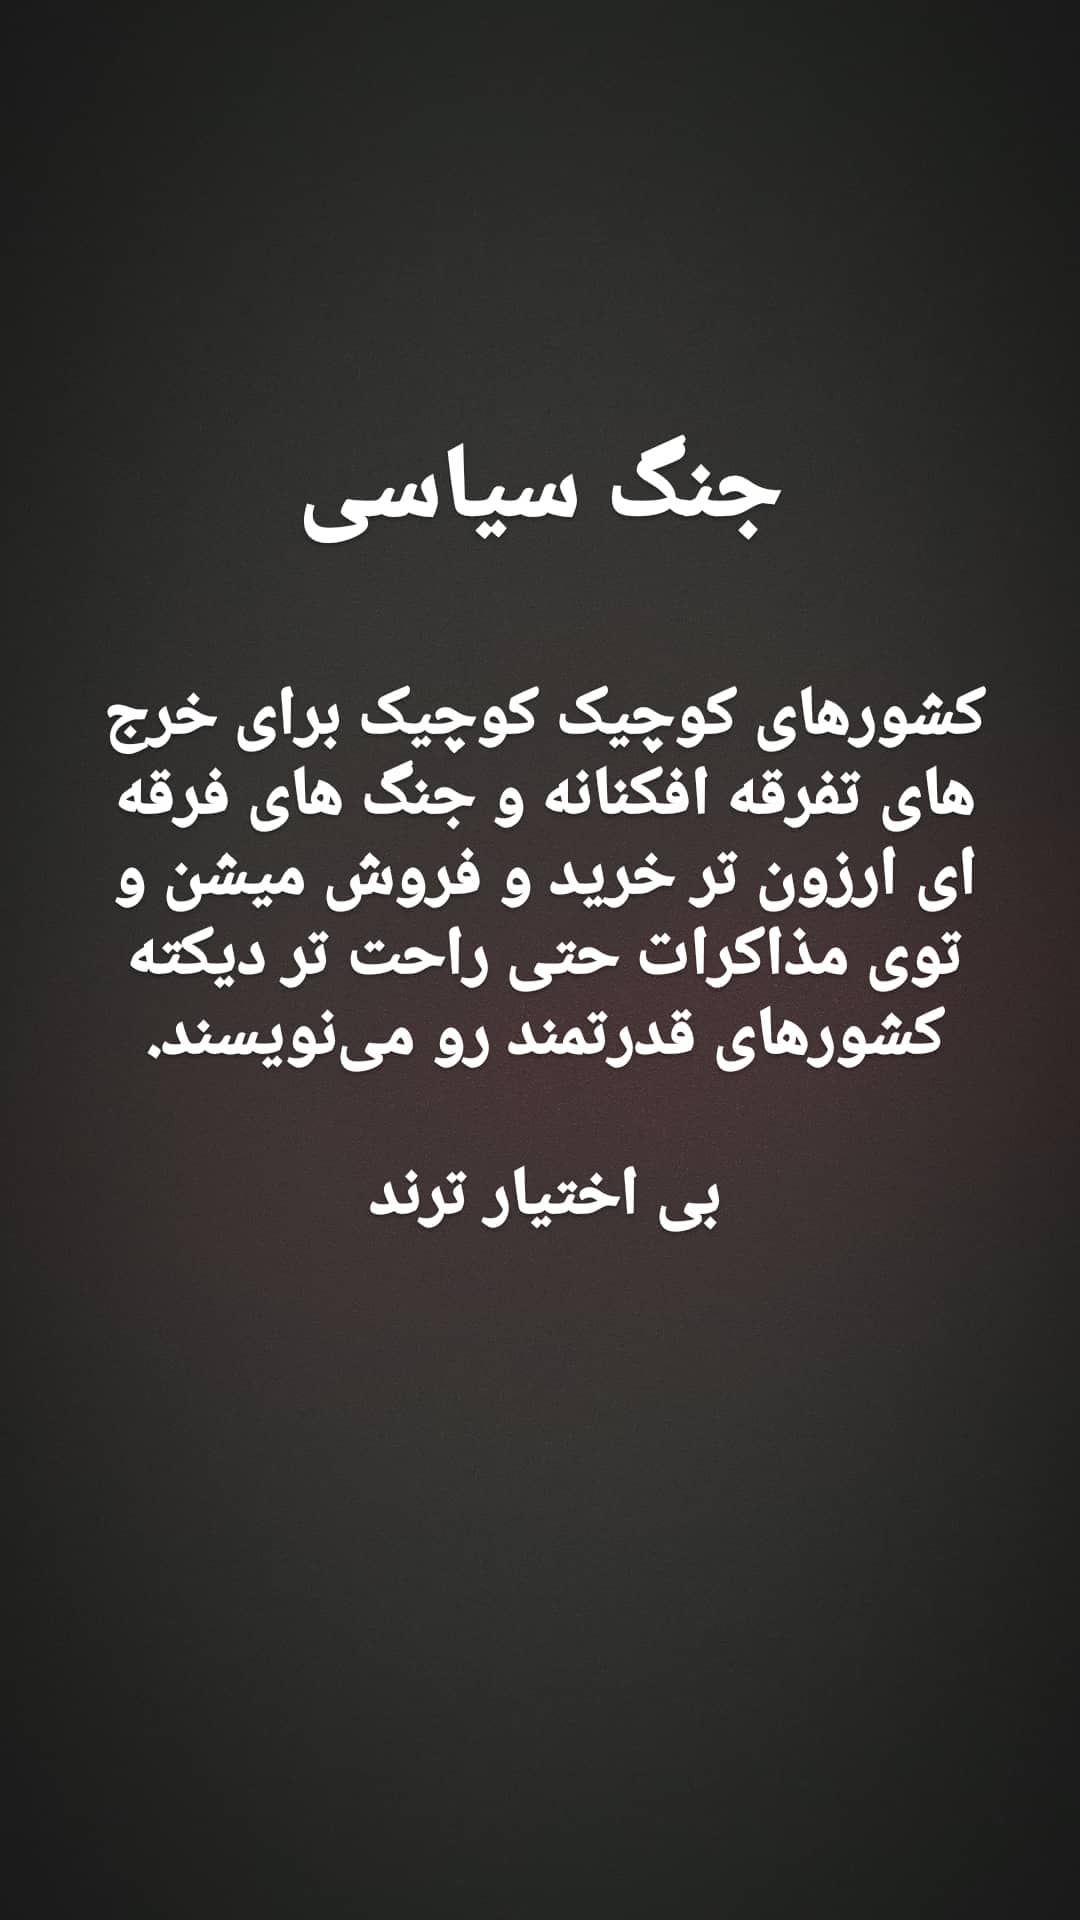 جنگ سیاسی
کشورهای کوچیک کوچیک برای خرج
های تفرقه افکنانه و جنگ های فرقه
ای ارزون تر خرید و فروش میشن و
توی مذاکرات حتی راحت تر دیکته
کشورهای قدرتمند رو می‌نویسند.
بی اختیار ترند